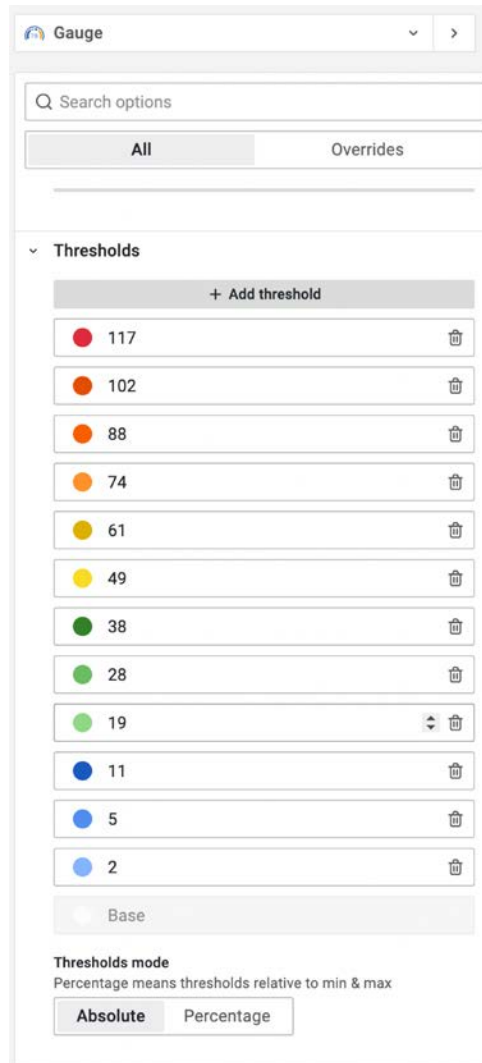 Gauge
Search options
All Overrides
Thresholds
+ Add threshold
117
102
88
74
61
49
38
28
19
11
5
2
Base
Thresholds mode
Percentage means thresholds relative to min & max
Absolute Percentage